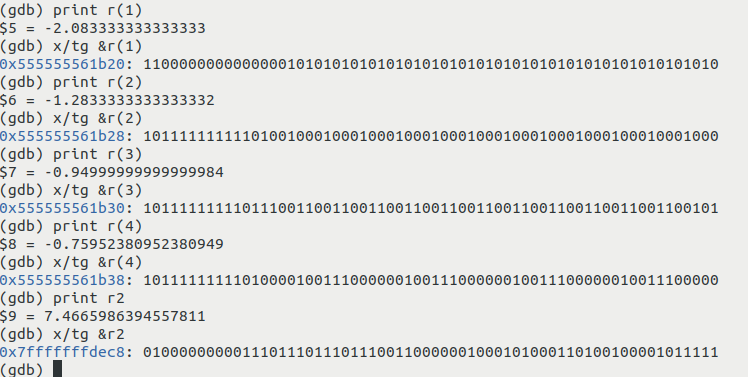 (gdb) print r(1)
$5 = -2.083333333333333
(gdb) x/tg &r(1)
0x555555561b20: 1100000000000000101010101010101010101010101010101010101010101010
(gdb) print r(2)
$6 = -1.2833333333333332
(gdb) x/tg &r(2)
0x555555561b28: 1011111111110100100010001000100010001000100010001000100010001000
(gdb) print r(3)
$7 = -0.94999999999999984
(gdb) x/tg &r(3)
0x555555561b30: 1011111111101110011001100110011001100110011001100110011001100101
(gdb) print r(4)
$8 = -0.75952380952380949
(gdb) x/tg &r(4)
0x555555561b38: 1011111111101000010011100000010011100000010011100000010011100000
(gdb) print r2
$9 = 7.4665986394557811
(gdb) x/tg &r2
0x7fffffffdec8: 0100000000011101110111011100110000001000101000110100100001011111
(gdb)